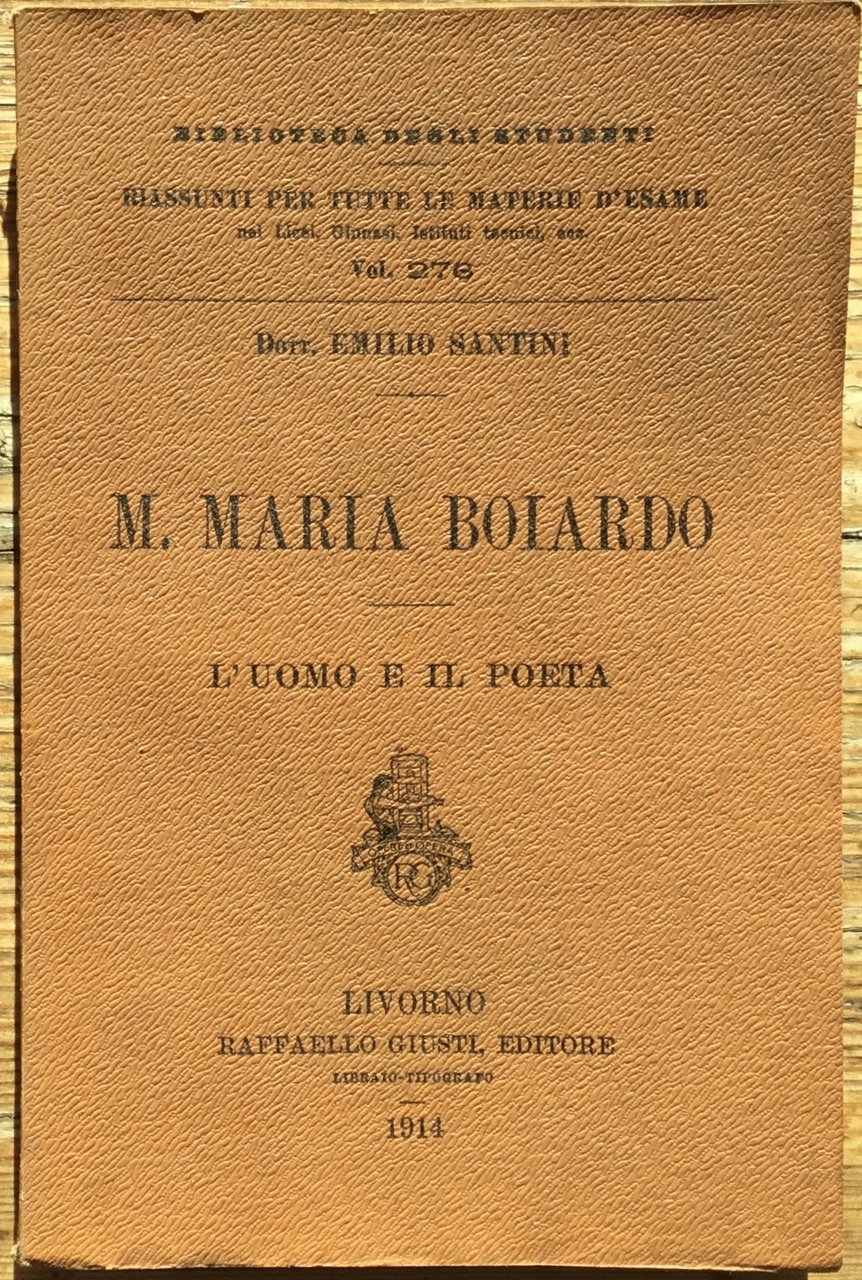 BIBLIOTECA DEGLI STUDENTI
RIASSUNTI PER TUTTE LE MATERIE D'ESAME
nei Licei, Ginnasi, Istituti tecnici, ecc.
Vol. 276
Dott. EMILIO SANTINI
M. MARIA BOIARDO
L'UOMO E IL POETA
RG
LIVORNO
RAFFAELLO GIUSTI, EDITORE
LIBRAIO-TIPOGRAFO
1914